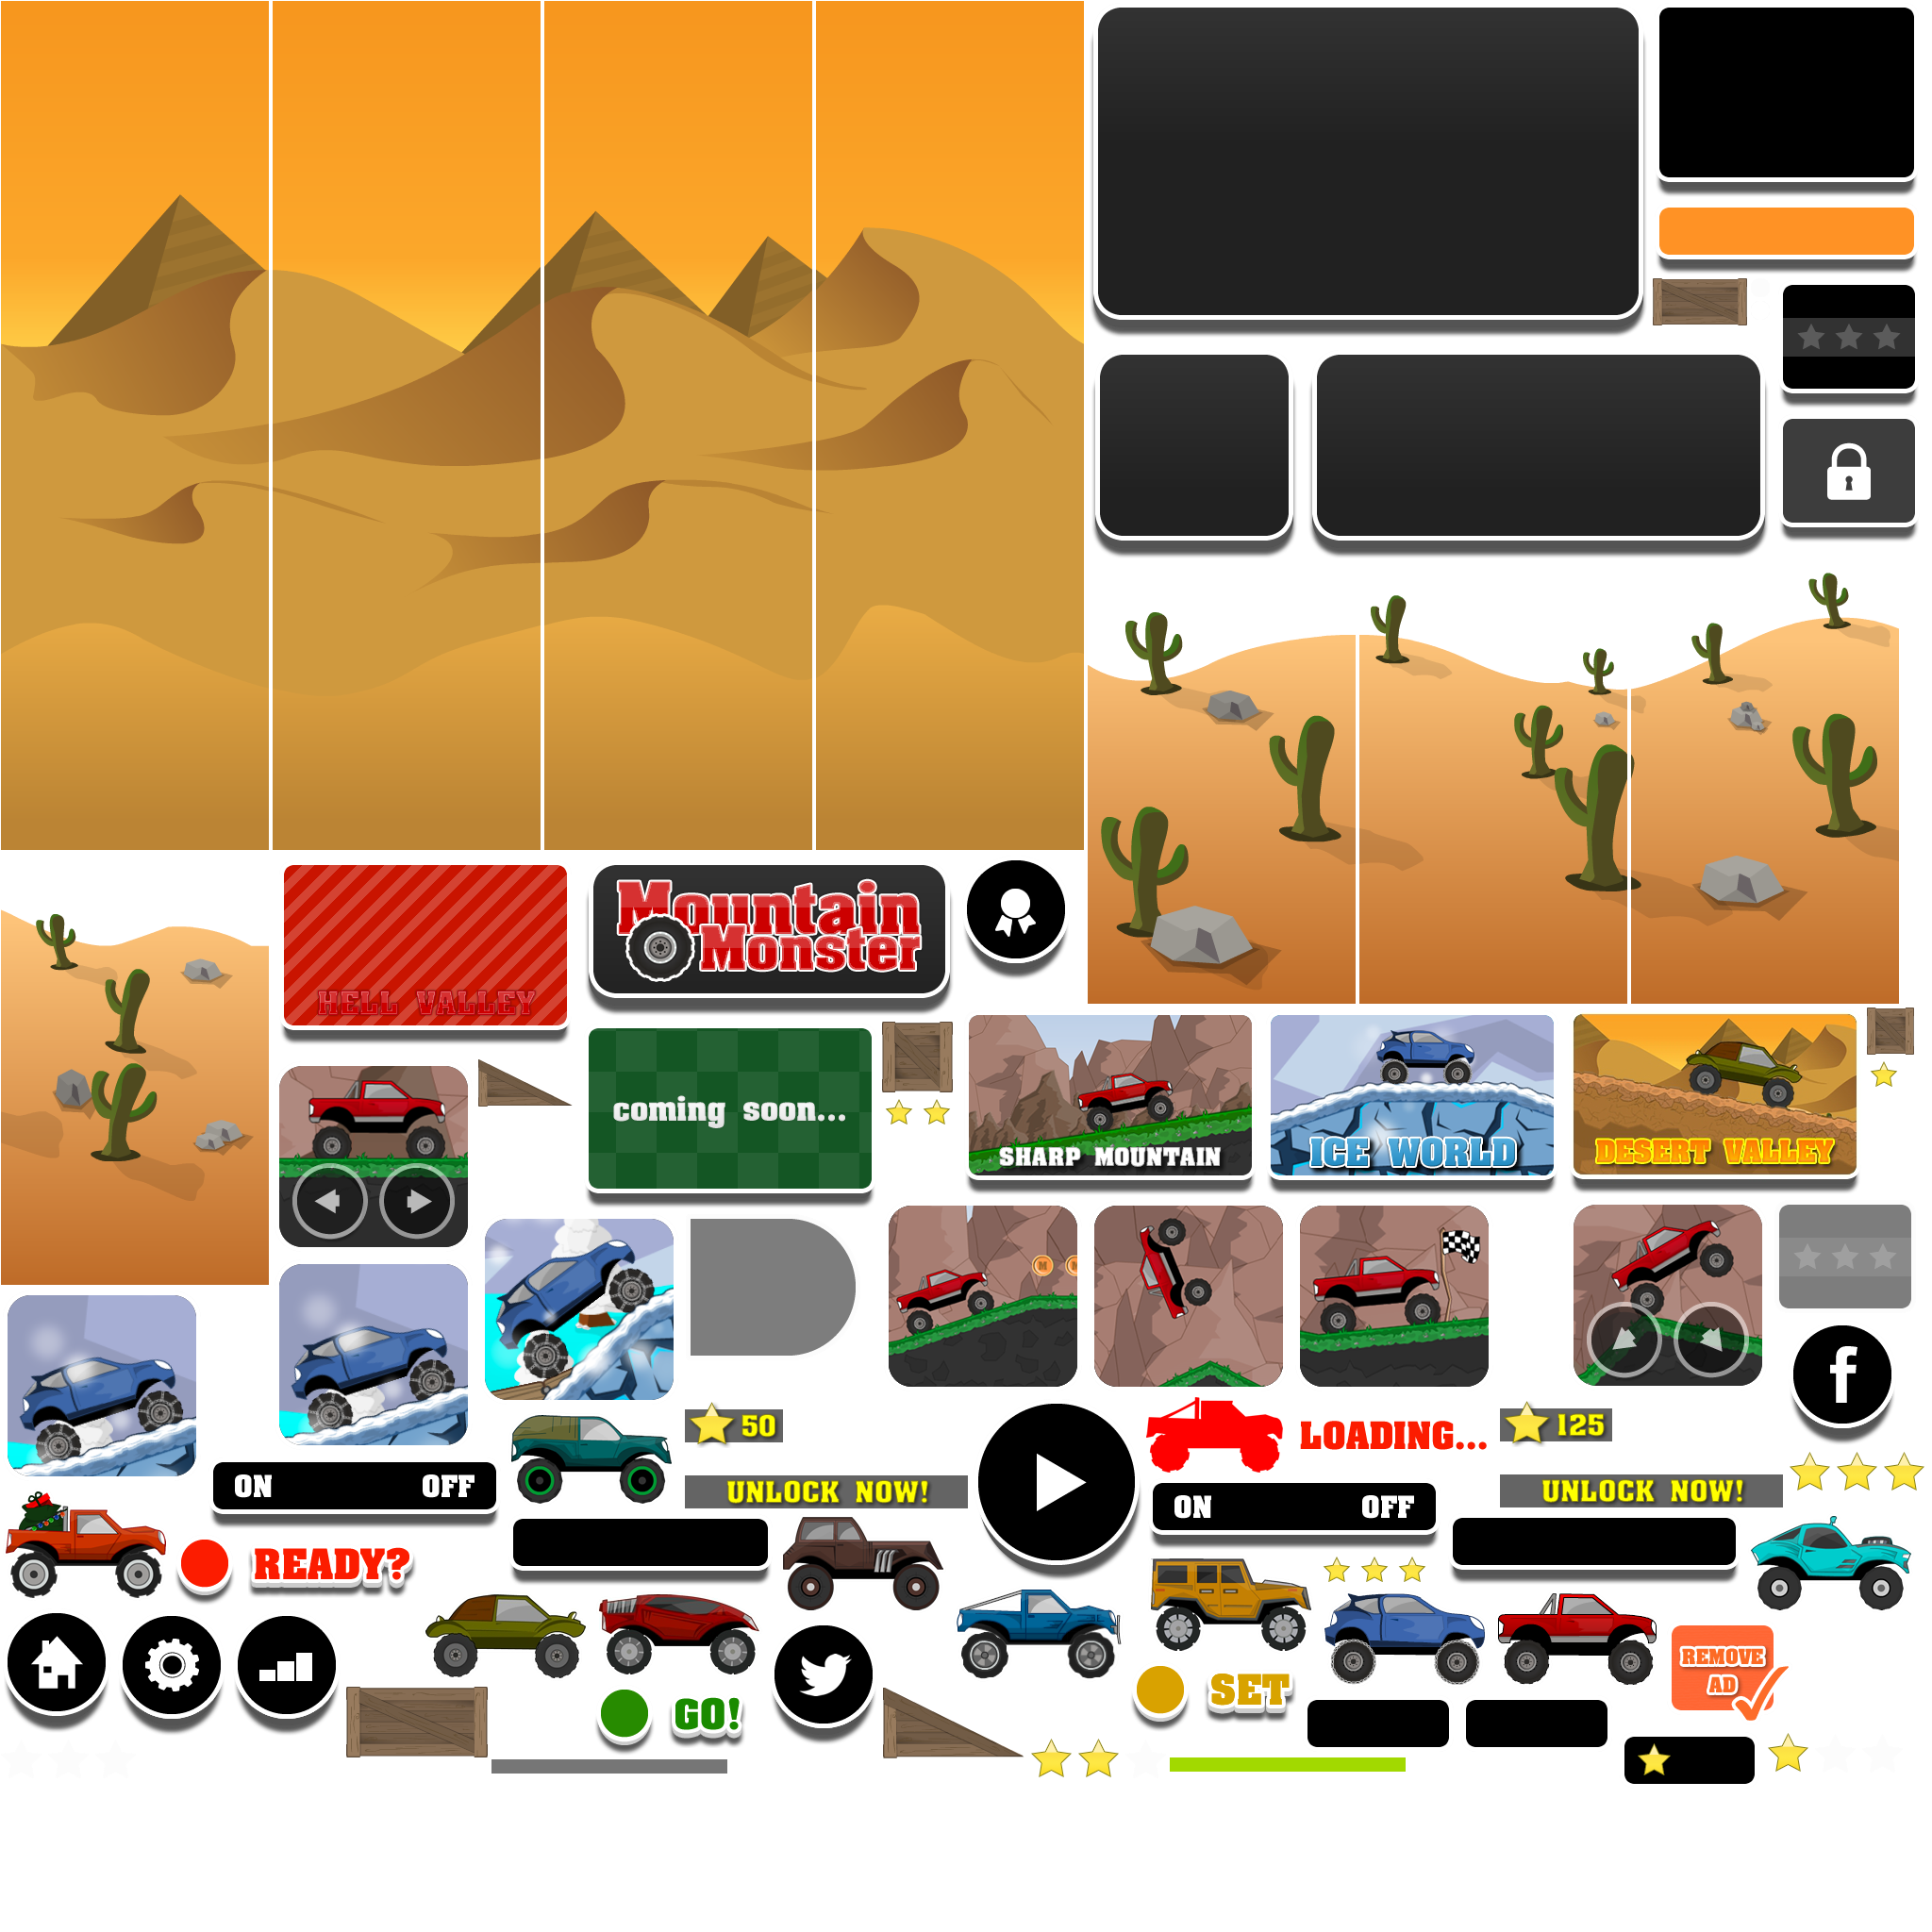 Mountain
Monster
HELL VALLEY
coming soon...
SHARP MOUNTAIN
ICE WORLD
DESERT VALLEY
50
LOADING...
125
ON OFF
UNLOCK NOW!
ON OFF
UNLOCK NOW!
READY?
REMOVE
AD
SET
GO!